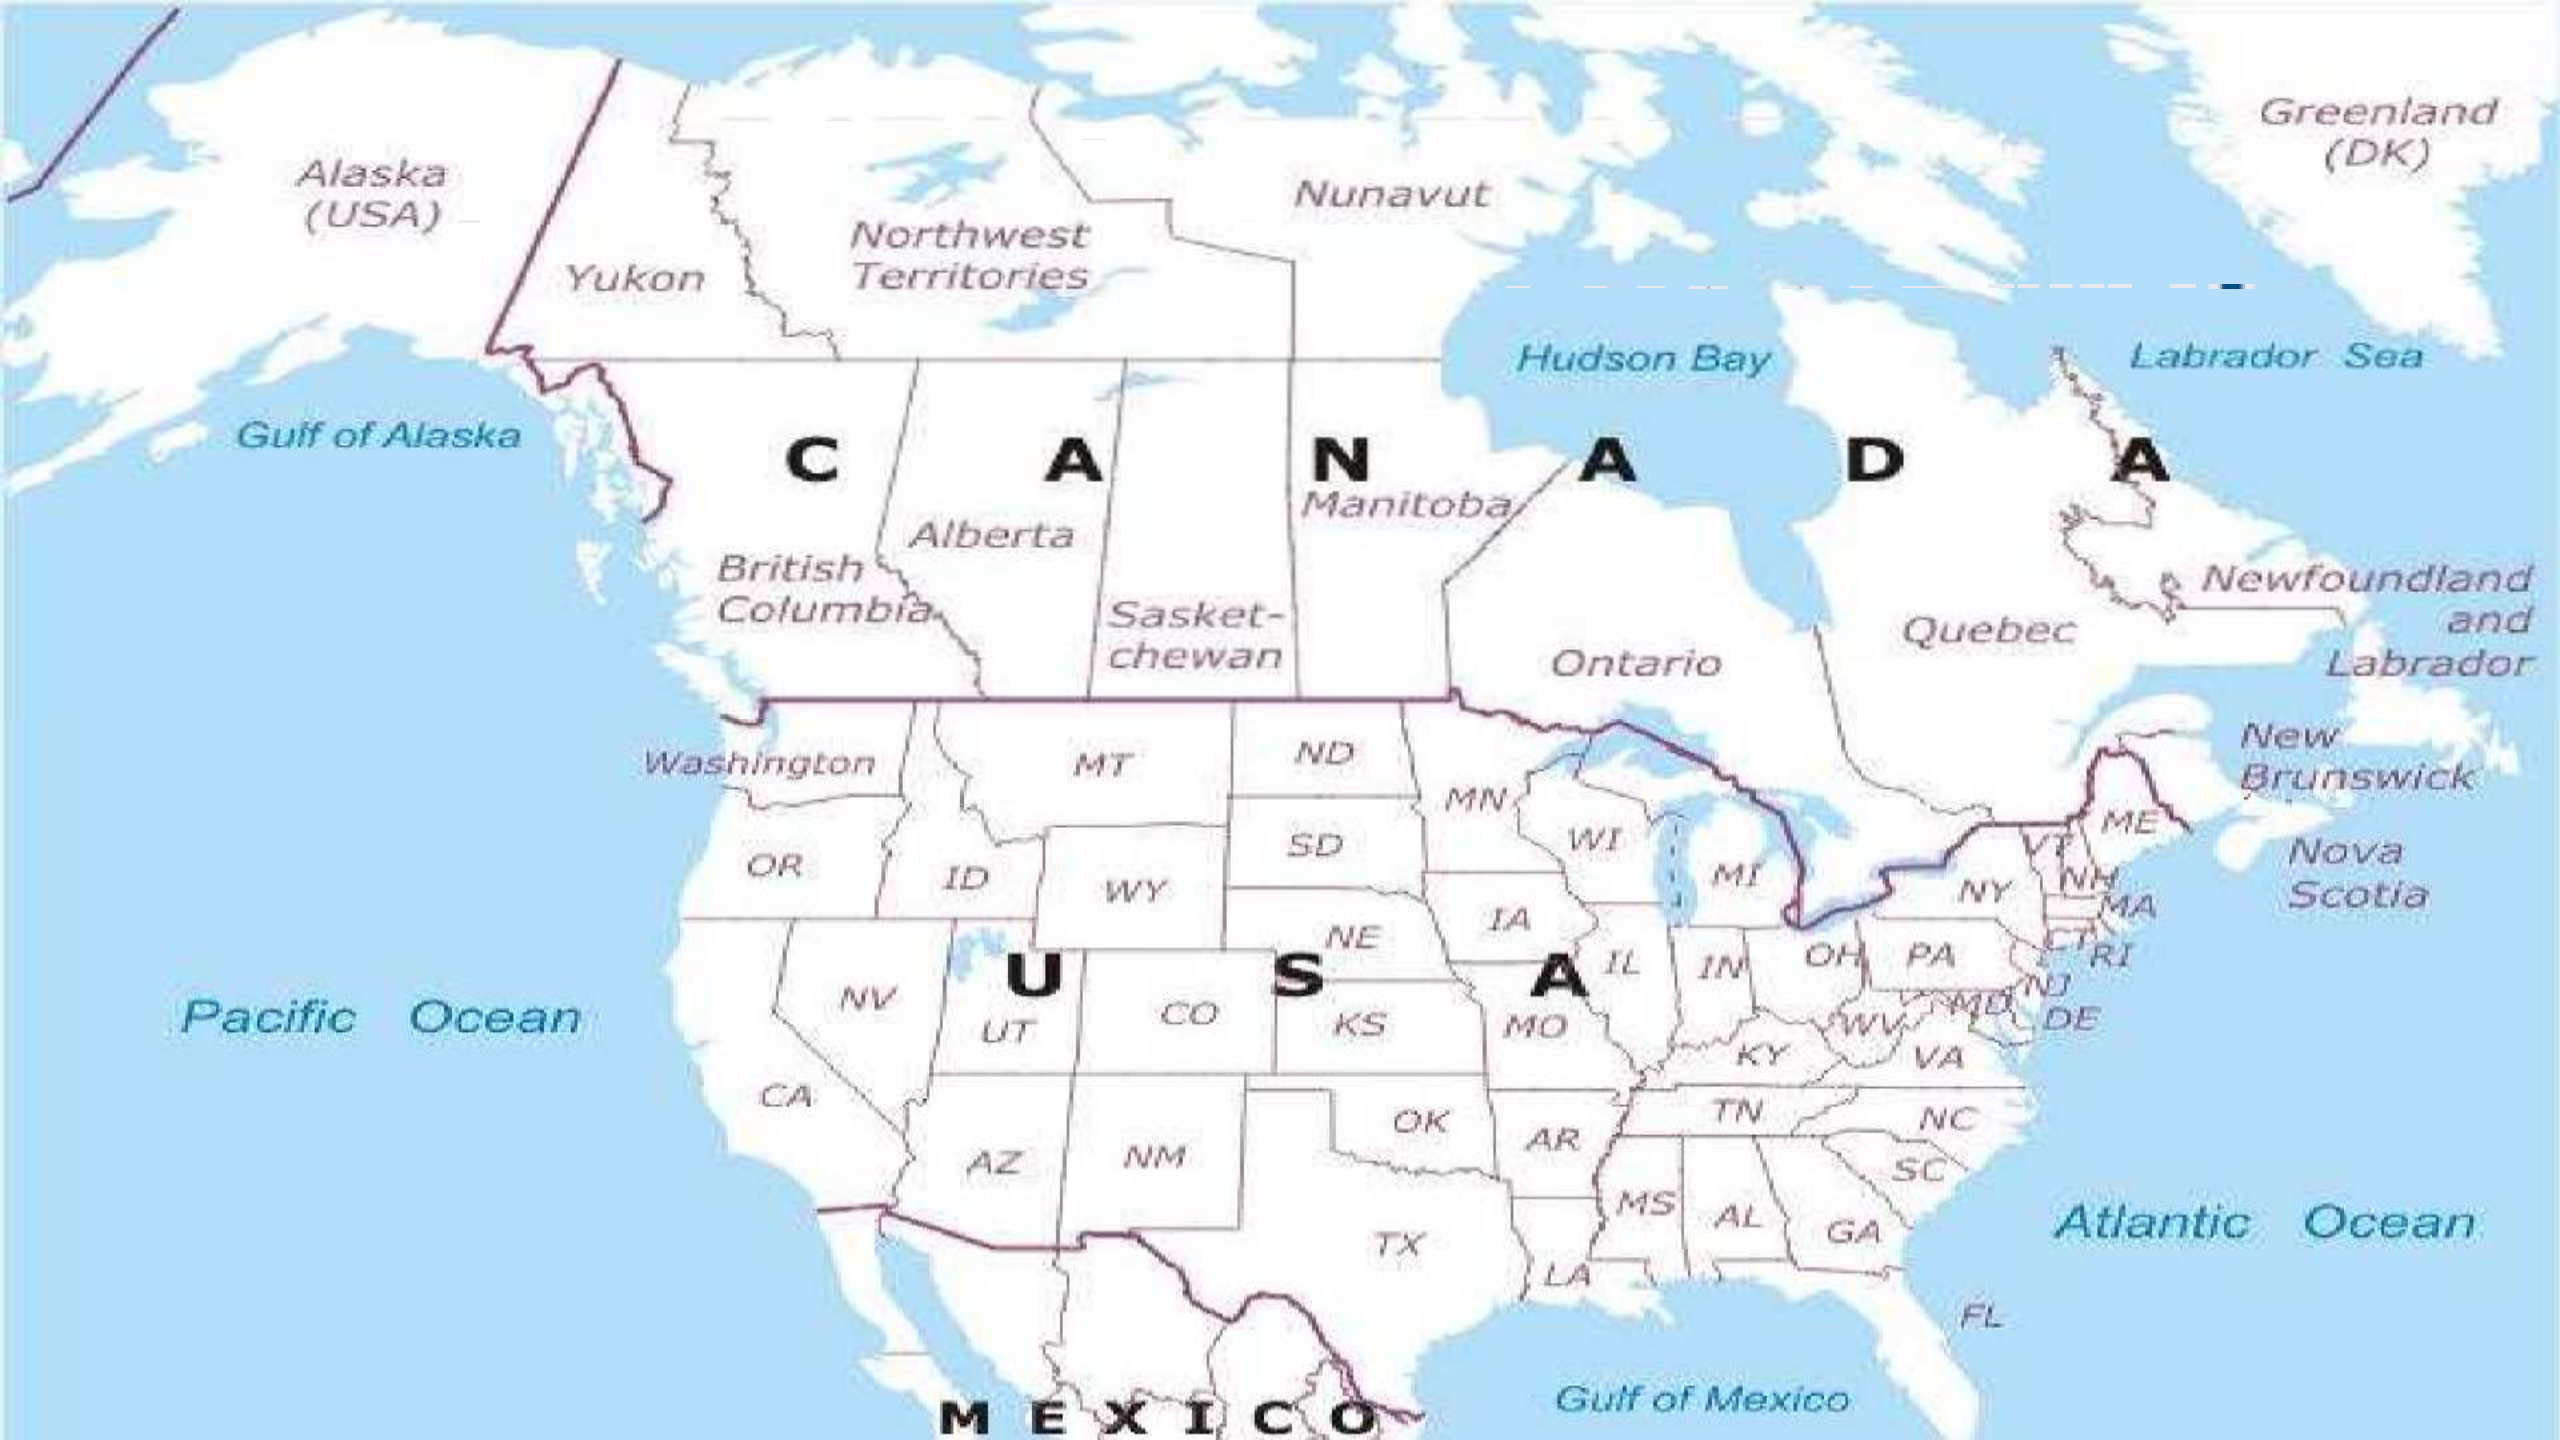 Greenland
(DK)
Alaska
(USA)
Nunavut
Northwest
Territories
Yukon
Hudson Bay
Labrador Sea
Gulf of Alaska
C A N A D A
Manitoba
Alberta
British
Columbia
Sasket-
chewan
Newfoundland
and
Labrador
Quebec
Ontario
New
Brunswick
Washington
MT
ND
MN
ME
VT
WI
SD
OR
ID
WY
MI
NY
NH
MA
Nova
Scotia
IA
NE
IL
IN
OH
PA
CT
RI
U S A
NV
UT
CO
KS
MO
NJ
MD
DE
WV
Pacific Ocean
KY
VA
CA
TN
NC
OK
AR
AZ
NM
SC
MS
AL
GA
TX
LA
Atlantic Ocean
FL
Gulf of Mexico
MEXICO